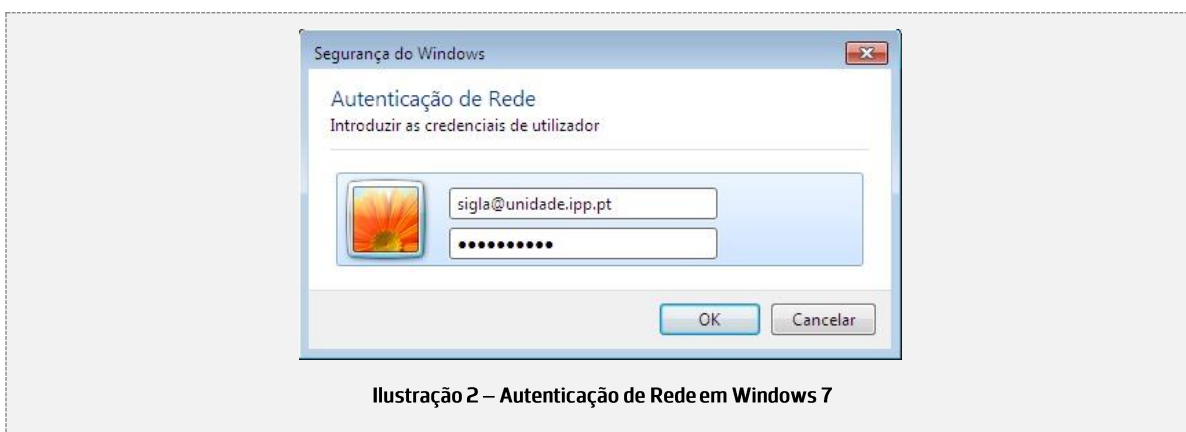 Segurança do Windows
Autenticação de Rede
Introduzir as credenciais de utilizador
sigla@unidade.ipp.pt
••••••••••
OK
Cancelar
Ilustração 2 – Autenticação de Rede em Windows 7